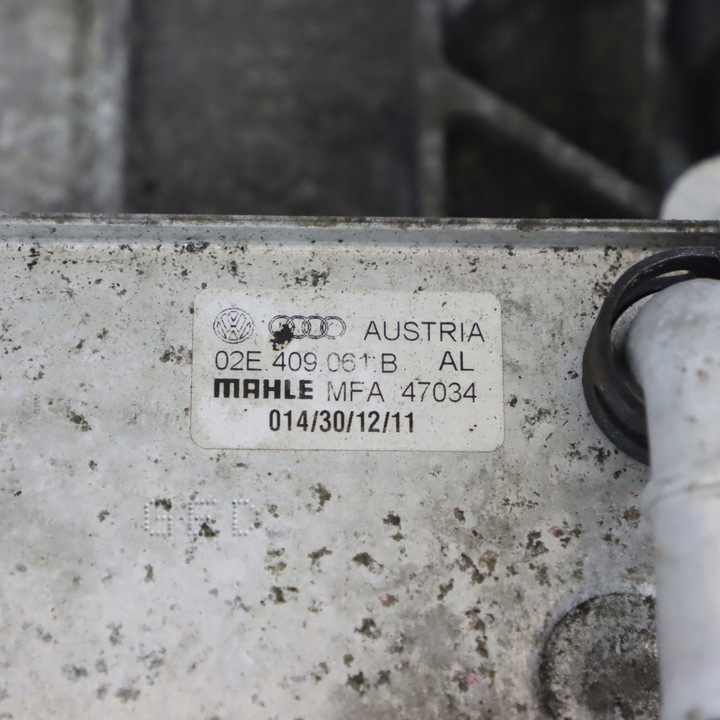 AUSTRIA
02E.409.061.B AL
MAHLE MFA 47034
014/30/12/11